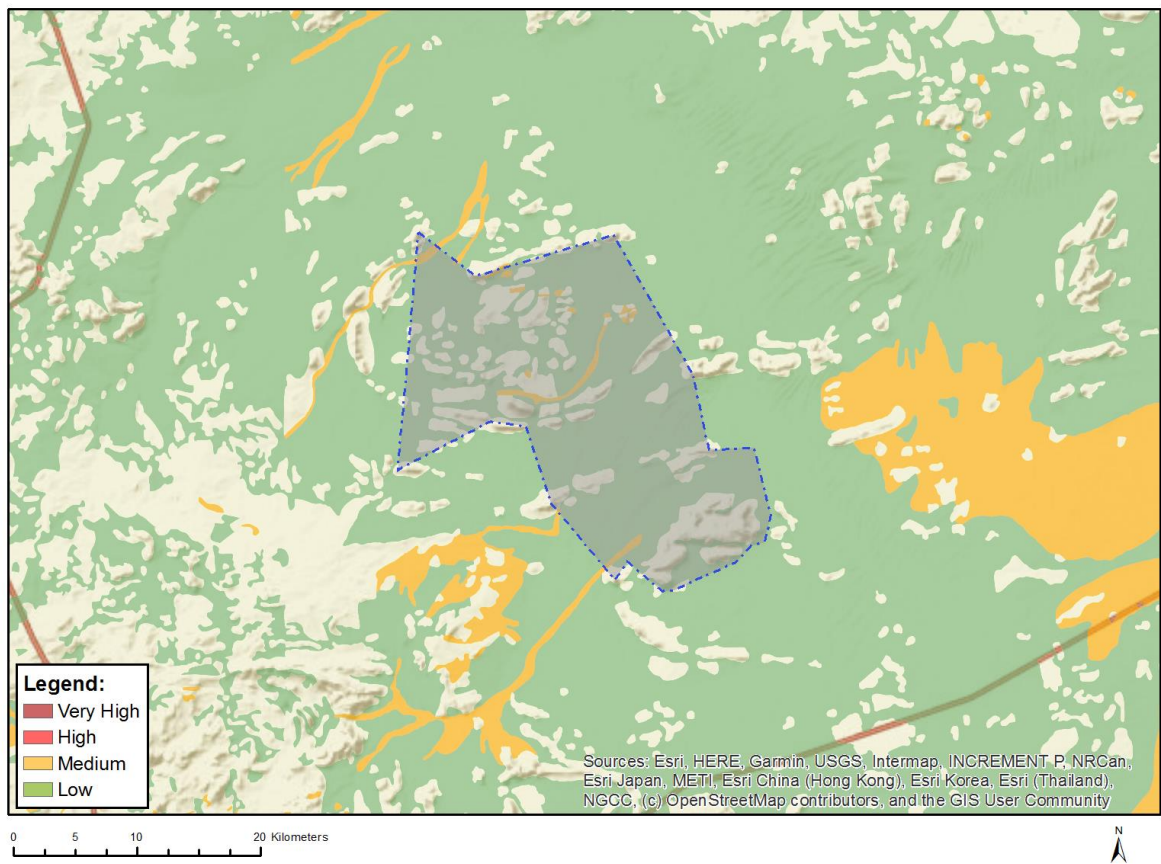 Legend:
Very High
High
Medium
Low
Sources: Esri, HERE, Garmin, USGS, Intermap, INCREMENT P, NRCan,
Esri Japan, METI, Esri China (Hong Kong), Esri Korea, Esri (Thailand),
NGCC, (c) OpenStreetMap contributors, and the GIS User Community
0 5 10 20 Kilometers
N